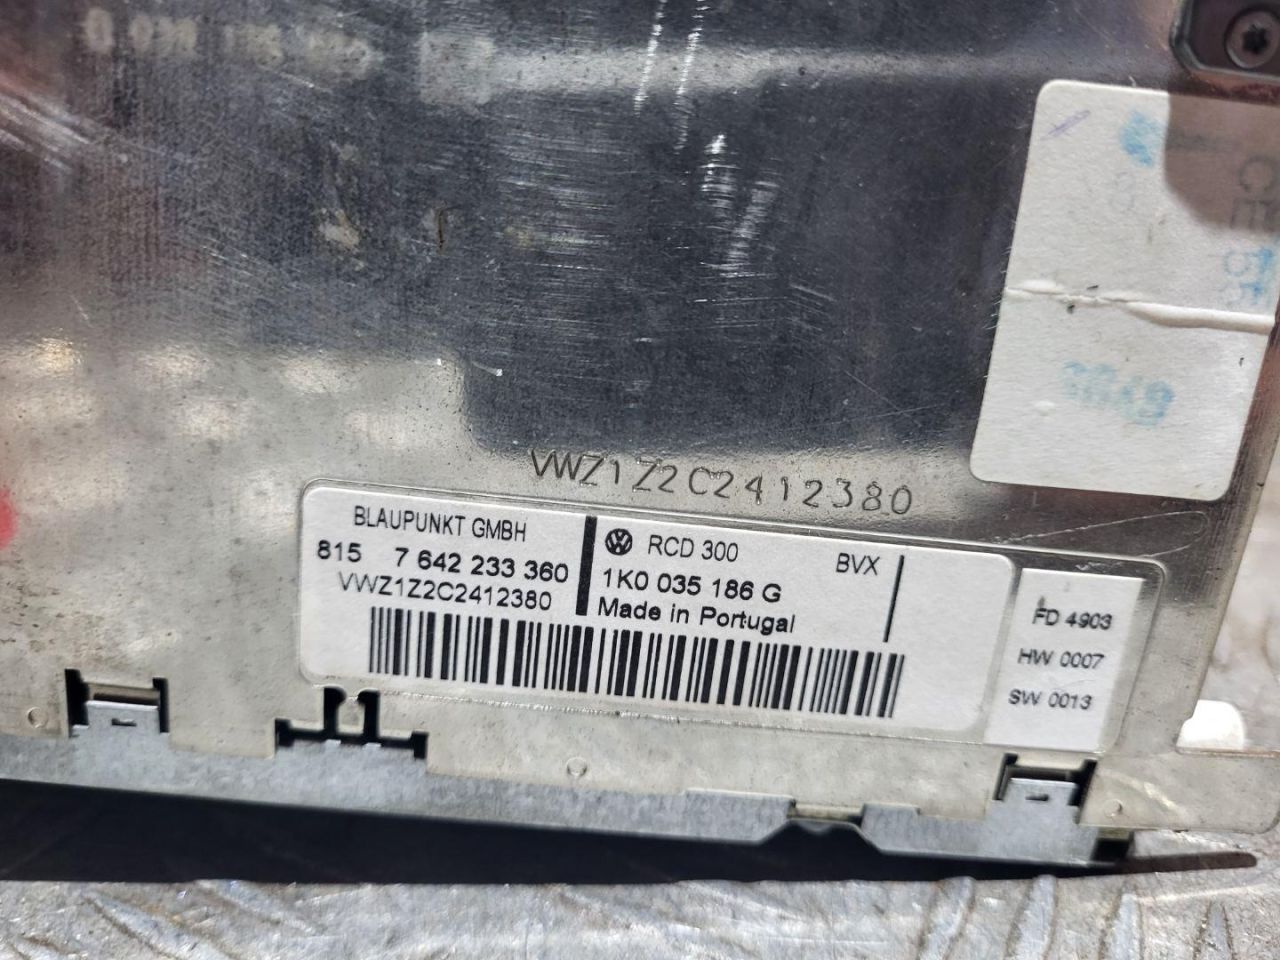 VWZ1Z2C2412380
BLAUPUNKT GMBH
815 7 642 233 360
VWZ1Z2C2412380
RCD 300 BVX
1K0 035 186 G
Made in Portugal
FD 4903
HW 0007
SW 0013